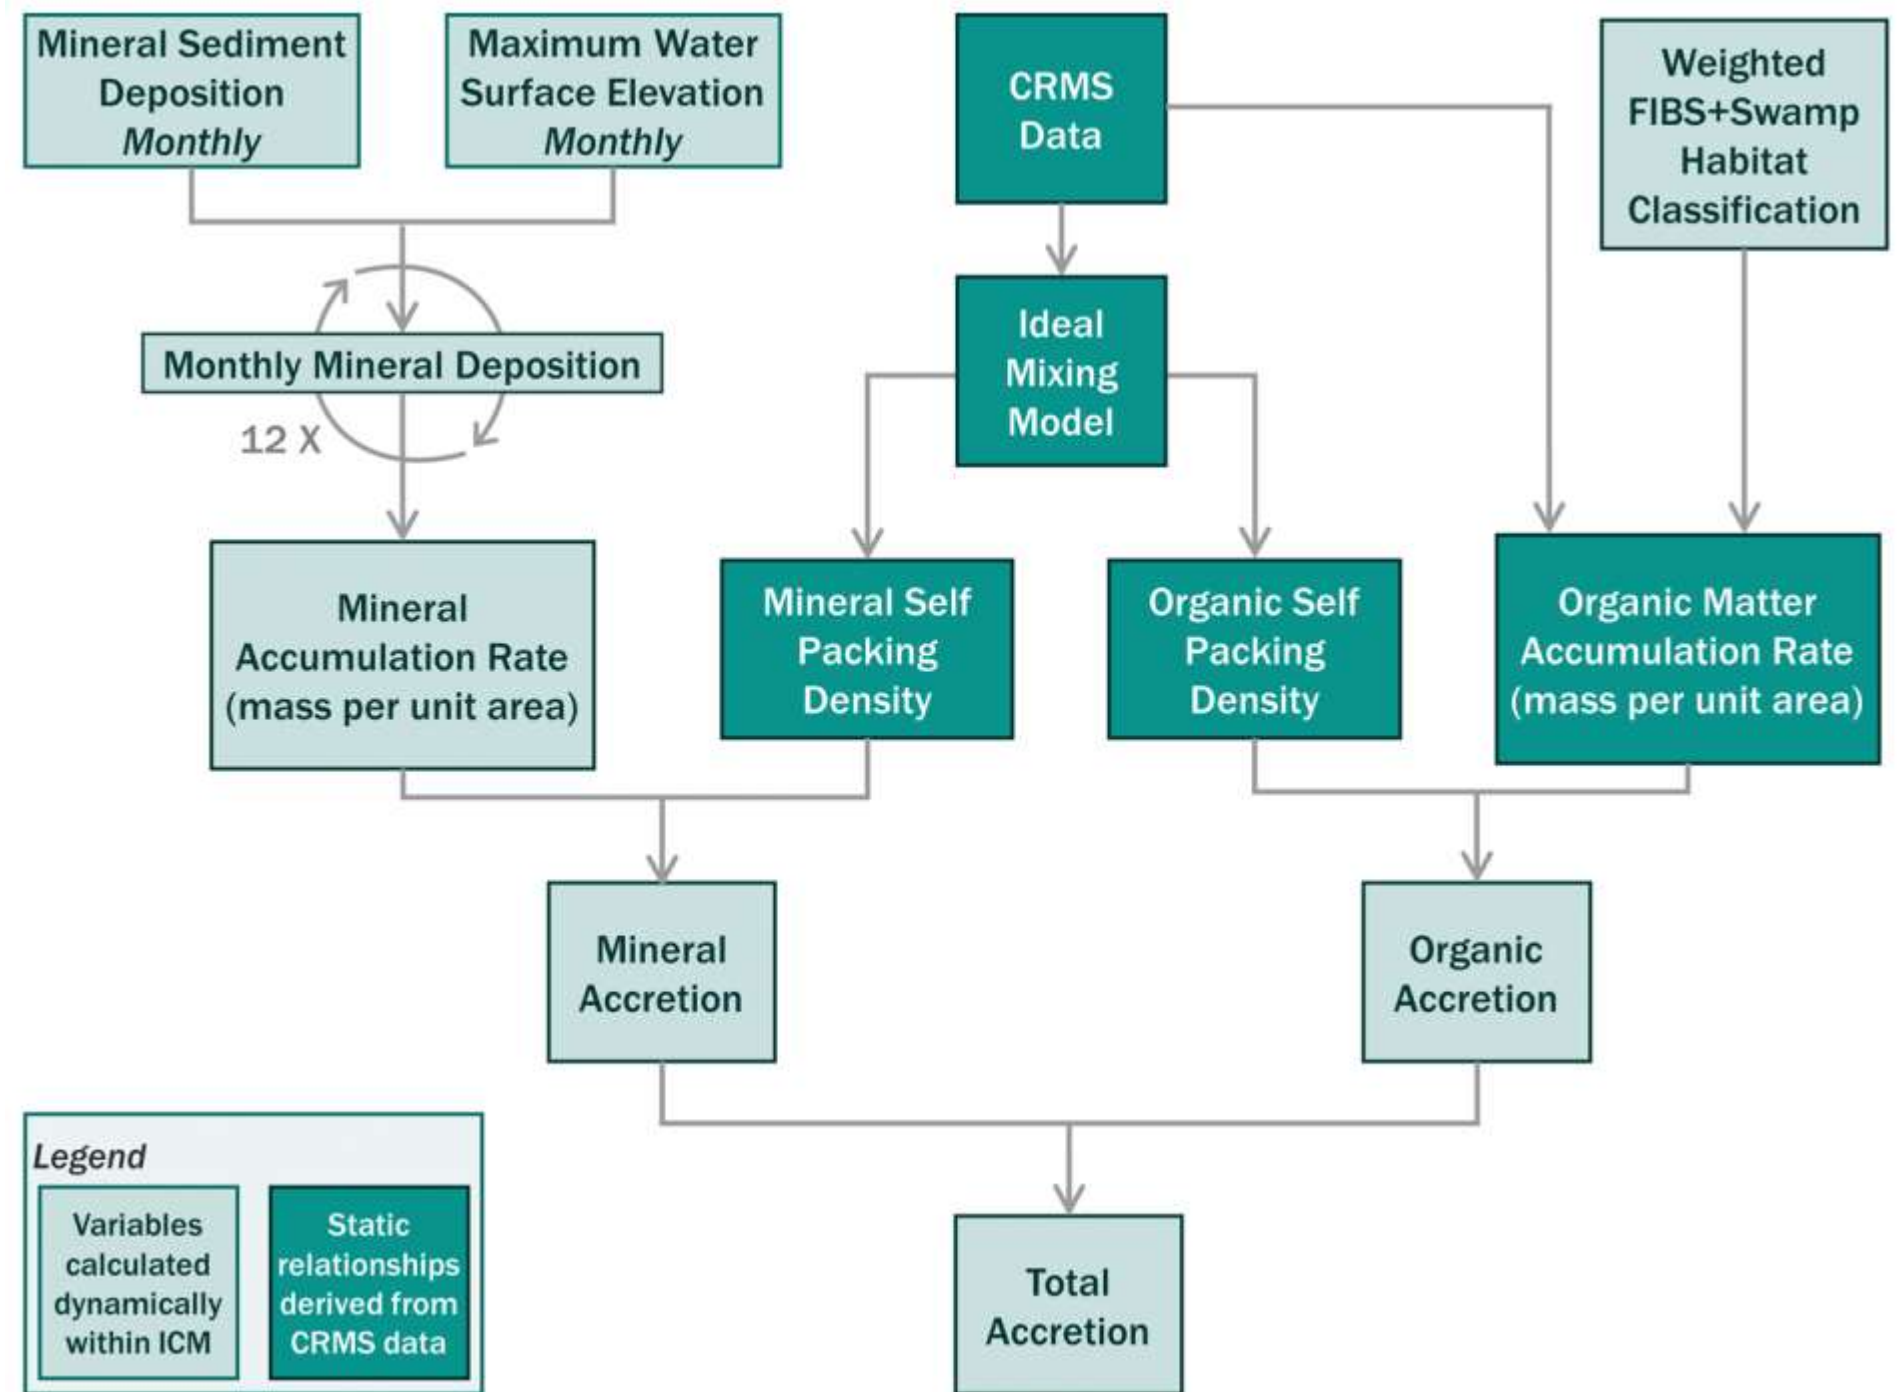 Mineral Sediment
Deposition
Monthly
Maximum Water
Surface Elevation
Monthly
CRMS
Data
Weighted
FIBS+Swamp
Habitat
Classification
Monthly Mineral Deposition
12 X
Ideal
Mixing
Model
Mineral
Accumulation Rate
(mass per unit area)
Mineral Self
Packing
Density
Organic Self
Packing
Density
Organic Matter
Accumulation Rate
(mass per unit area)
Mineral
Accretion
Organic
Accretion
Legend
Variables
calculated
dynamically
within ICM
Static
relationships
derived from
CRMS data
Total
Accretion